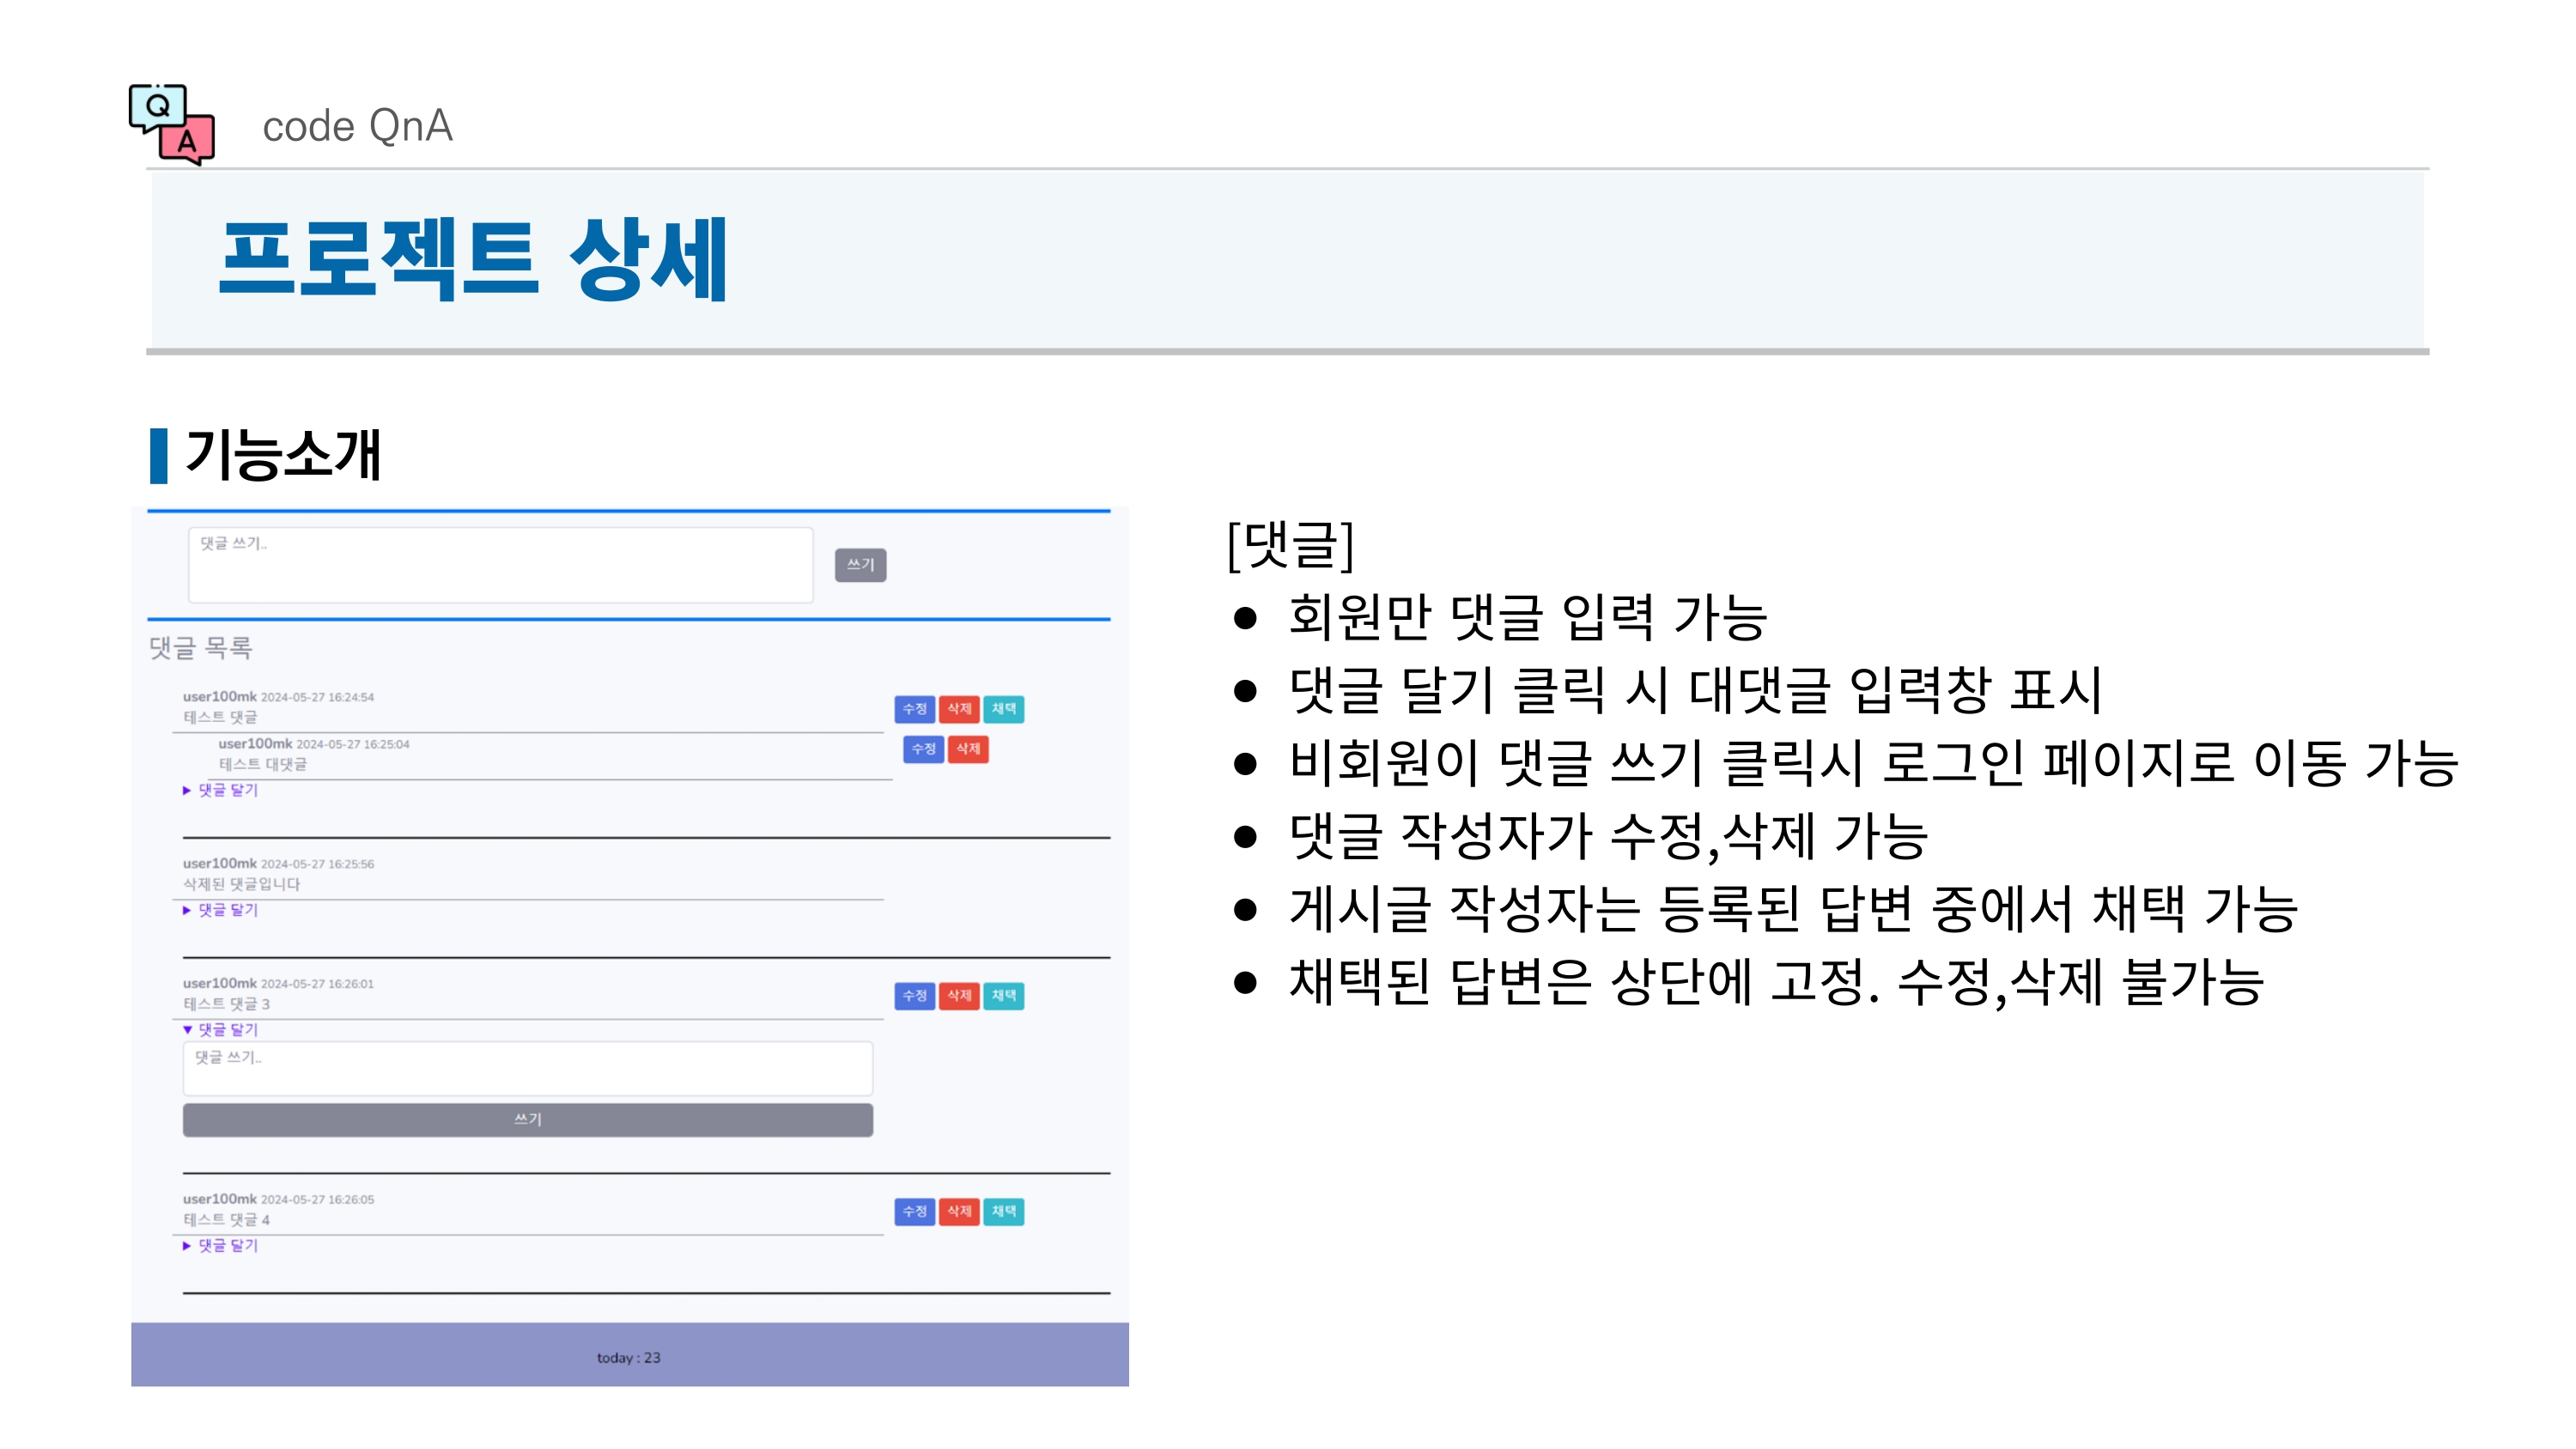 Q
A
code QnA
프로젝트 상세
기능소개
댓글 쓰기..
쓰기
댓글 목록
user100mk 2024-05-27 16:24:54
테스트 댓글
수정 삭제 채택
user100mk 2024-05-27 16:25:04
테스트 대댓글
수정 삭제
▶ 댓글 달기
user100mk 2024-05-27 16:25:56
삭제된 댓글입니다
▶ 댓글 달기
user100mk 2024-05-27 16:26:01
테스트 댓글 3
수정 삭제 채택
▼ 댓글 달기
댓글 쓰기..
쓰기
user100mk 2024-05-27 16:26:05
테스트 댓글 4
수정 삭제 채택
▶ 댓글 달기
today : 23
[댓글]
● 회원만 댓글 입력 가능
● 댓글 달기 클릭 시 대댓글 입력창 표시
● 비회원이 댓글 쓰기 클릭시 로그인 페이지로 이동 가능
● 댓글 작성자가 수정,삭제 가능
● 게시글 작성자는 등록된 답변 중에서 채택 가능
● 채택된 답변은 상단에 고정. 수정,삭제 불가능